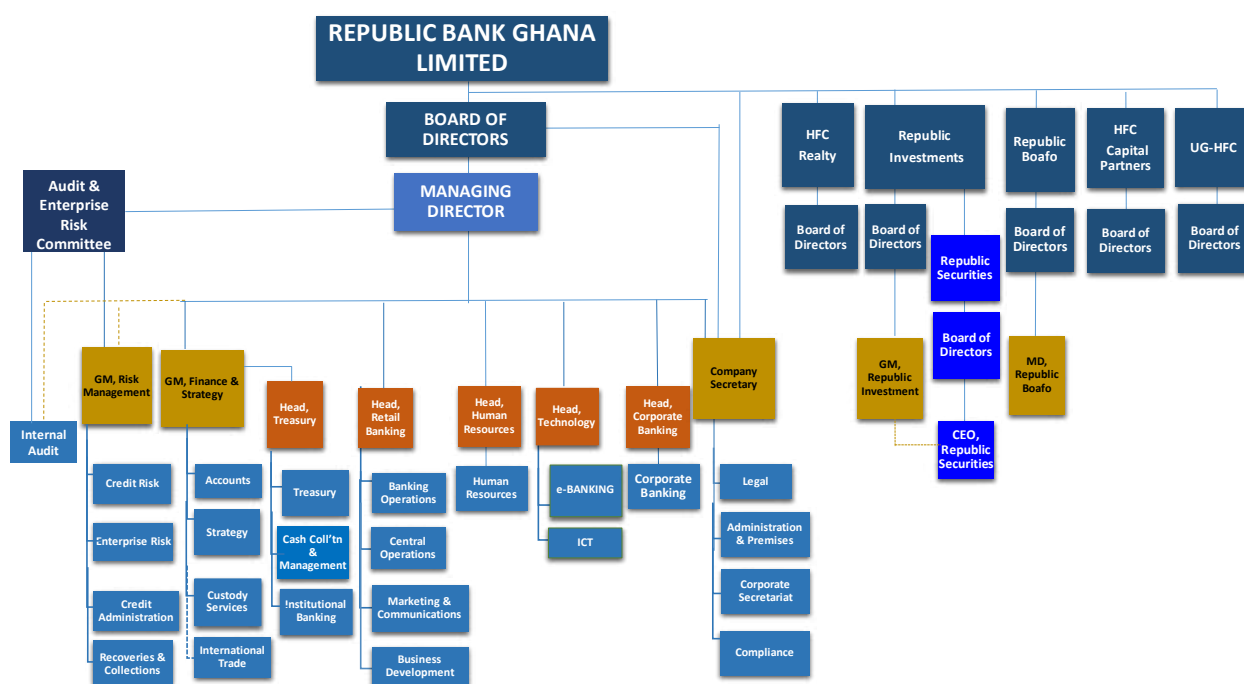 REPUBLIC BANK GHANA
LIMITED
BOARD OF
DIRECTORS
MANAGING
DIRECTOR
Audit &
Enterprise
Risk
Committee
HFC
Realty
Republic
Investments
Republic
Boafo
HFC
Capital
Partners
UG-HFC
Board of
Directors
Board of
Directors
Republic
Securities
Board of
Directors
Board of
Directors
Board of
Directors
Board of
Directors
GM, Risk
Management
GM, Finance &
Strategy
Head,
Treasury
Head,
Retail
Banking
Head,
Human
Resources
Head,
Technology
Head,
Corporate
Banking
Company
Secretary
GM,
Republic
Investment
MD,
Republic
Boafo
CEO,
Republic
Securities
Internal
Audit
Credit Risk
Enterprise Risk
Credit
Administration
Recoveries &
Collections
Accounts
Strategy
Custody
Services
International
Trade
Treasury
Cash Coll'tn
&
Management
Institutional
Banking
Banking
Operations
Central
Operations
Marketing &
Communications
Business
Development
Human
Resources
e-BANKING
ICT
Corporate
Banking
Legal
Administration
& Premises
Corporate
Secretariat
Compliance